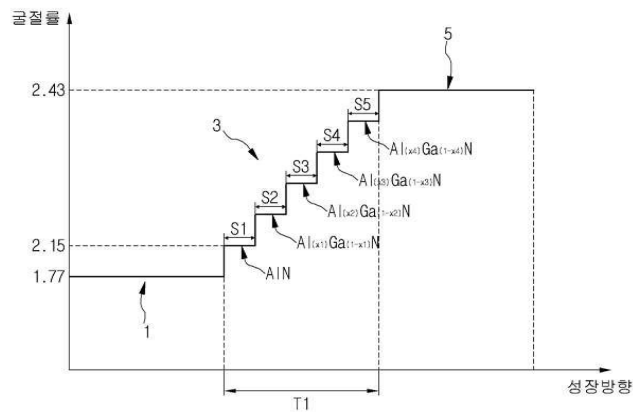 굴절률
5
2.43
S5
3
S4
Al(x4)Ga(1-x4)N
S3
Al(x3)Ga(1-x3)N
S2
Al(x2)Ga(1-x2)N
S1
Al(x1)Ga(1-x1)N
2.15
AlN
1.77
1
성장방향
T1